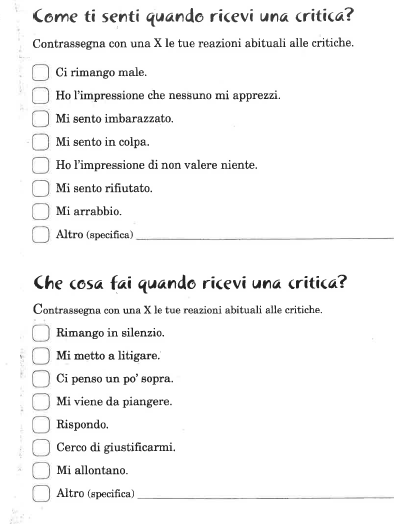 Come ti senti quando ricevi una critica?
Contrassegna con una X le tue reazioni abituali alle critiche.
Ci rimango male.
Ho l'impressione che nessuno mi apprezzi.
Mi sento imbarazzato.
Mi sento in colpa.
Ho l'impressione di non valere niente.
Mi sento rifiutato.
Mi arrabbio.
Altro (specifica)
Che cosa fai quando ricevi una critica?
Contrassegna con una X le tue reazioni abituali alle critiche.
Rimango in silenzio.
Mi metto a litigare.
Ci penso un po' sopra.
Mi viene da piangere.
Rispondo.
Cerco di giustificarmi.
Mi allontano.
Altro (specifica)